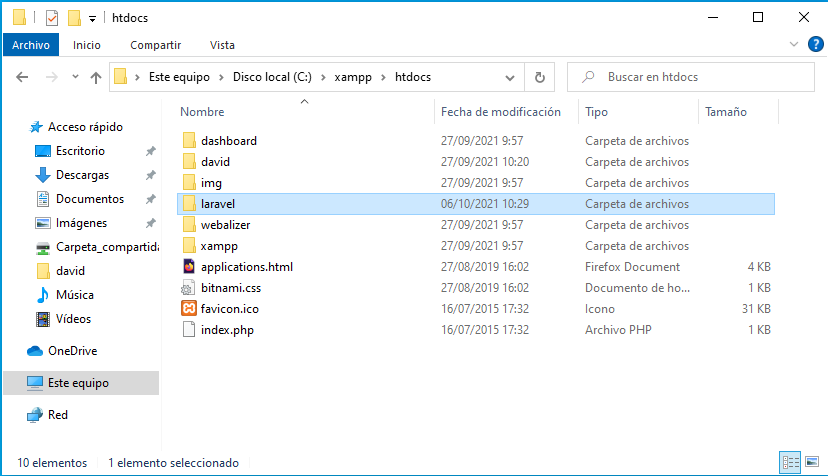 htdocs
Archivo Inicio Compartir Vista
Este equipo Disco local (C:) xampp htdocs Buscar en htdocs
Nombre Fecha de modificación Tipo Tamaño
Acceso rápido
Escritorio
Descargas
Documentos
Imágenes
Carpeta_compartida
david
Música
Vídeos
OneDrive
Este equipo
Red
dashboard 27/09/2021 9:57 Carpeta de archivos
david 27/09/2021 10:20 Carpeta de archivos
img 27/09/2021 9:57 Carpeta de archivos
laravel 06/10/2021 10:29 Carpeta de archivos
webalizer 27/09/2021 9:57 Carpeta de archivos
xampp 27/09/2021 9:57 Carpeta de archivos
applications.html 27/08/2019 16:02 Firefox Document 4 KB
bitnami.css 27/08/2019 16:02 Documento de ho... 1 KB
favicon.ico 16/07/2015 17:32 Icono 31 KB
index.php 16/07/2015 17:32 Archivo PHP 1 KB
10 elementos 1 elemento seleccionado